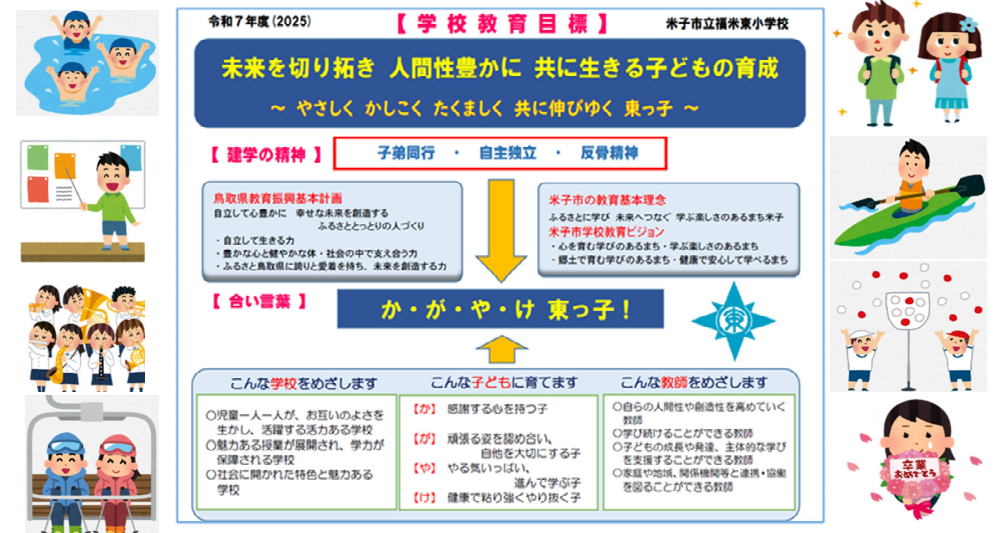 令和7年度(2025)
【 学 校 教 育 目 標 】
米子市立福米東小学校
未来を切り拓き 人間性豊かに 共に生きる子どもの育成
～ やさしく かしこく たくましく 共に伸びゆく 東っ子 ～
【 建学の精神 】
子弟同行 ・ 自主独立 ・ 反骨精神
鳥取県教育振興基本計画
自立して心豊かに 幸せな未来を創造する
ふるさととっとりの人づくり
・自立して生きる力
・豊かな心と健やかな体・社会の中で支え合う力
・ふるさと鳥取県に誇りと愛着を持ち、未来を創造する力
米子市の教育基本理念
ふるさとに学び 未来へつなぐ 学ぶ楽しさのあるまち米子
米子市学校教育ビジョン
・心を育む学びのあるまち・学ぶ楽しさのあるまち
・郷土で育む学びのあるまち・健康で安心して学べるまち
【 合い言葉 】
か・が・や・け 東っ子！
東
こんな学校をめざします
〇児童一人一人が、お互いのよさを
生かし、活躍する活力ある学校
〇魅力ある授業が展開され、学力が
保障される学校
〇社会に開かれた特色と魅力ある
学校
こんな子どもに育てます
【か】 感謝する心を持つ子
【が】 頑張る姿を認め合い、
自他を大切にする子
【や】 やる気いっぱい、
進んで学ぶ子
【け】 健康で粘り強くやり抜く子
こんな教師をめざします
〇自らの人間性や創造性を高めていく
教師
〇学び続けることができる教師
〇子どもの成長や発達、主体的な学び
を支援することができる教師
〇家庭や地域、関係機関等と連携・協働
を図ることができる教師
卒業
おめでとう